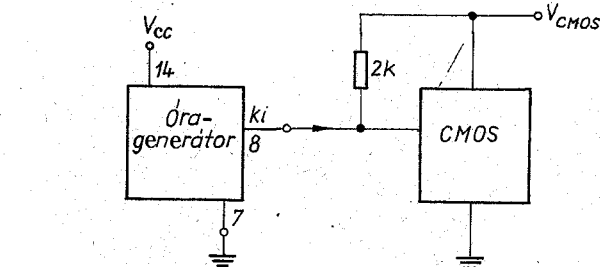 Vcc
14
Óra-
generátor
ki
8
7
2k
VCMOS
CMOS